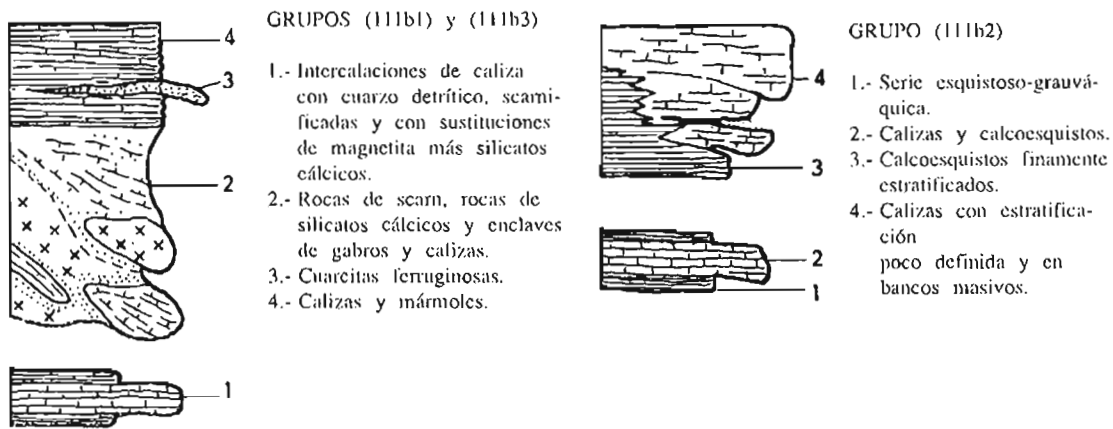 GRUPOS (111b1) y (111b3)
1.- Intercalaciones de caliza
con cuarzo detrítico, scarni-
ficadas y con sustituciones
de magnetita más silicatos
cálcicos.
2.- Rocas de scarn, rocas de
silicatos cálcicos y enclaves
de gabros y calizas.
3.- Cuarcitas ferruginosas.
4.- Calizas y mármoles.
4
3
2
1
GRUPO (111b2)
1.- Serie esquistoso-grauvá-
quica.
2.- Calizas y calcoesquistos.
3.- Calcoesquistos finamente
estratificados.
4.- Calizas con estratifica-
ción
poco definida y en
bancos masivos.
4
3
2
1